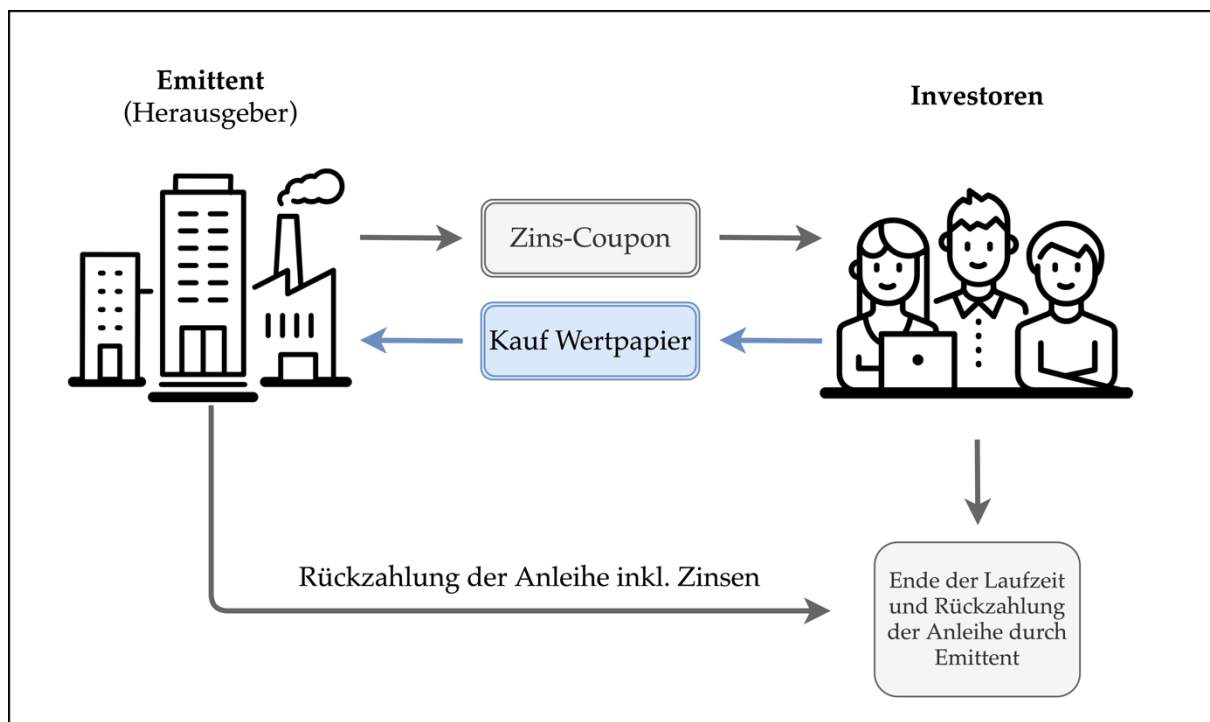 Emittent
(Herausgeber)
Investoren
Zins-Coupon
Kauf Wertpapier
Rückzahlung der Anleihe inkl. Zinsen
Ende der Laufzeit
und Rückzahlung
der Anleihe durch
Emittent